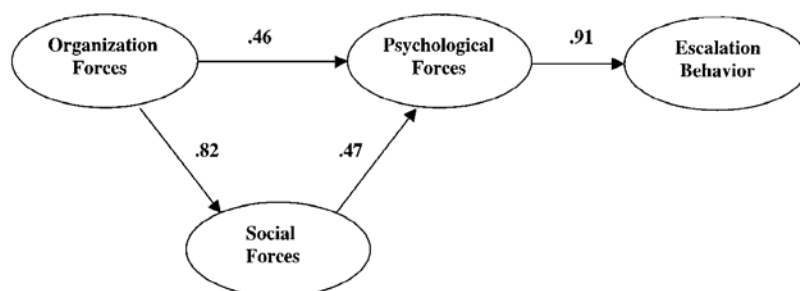 Organization
Forces
.46
Psychological
Forces
.91
Escalation
Behavior
.82
.47
Social
Forces